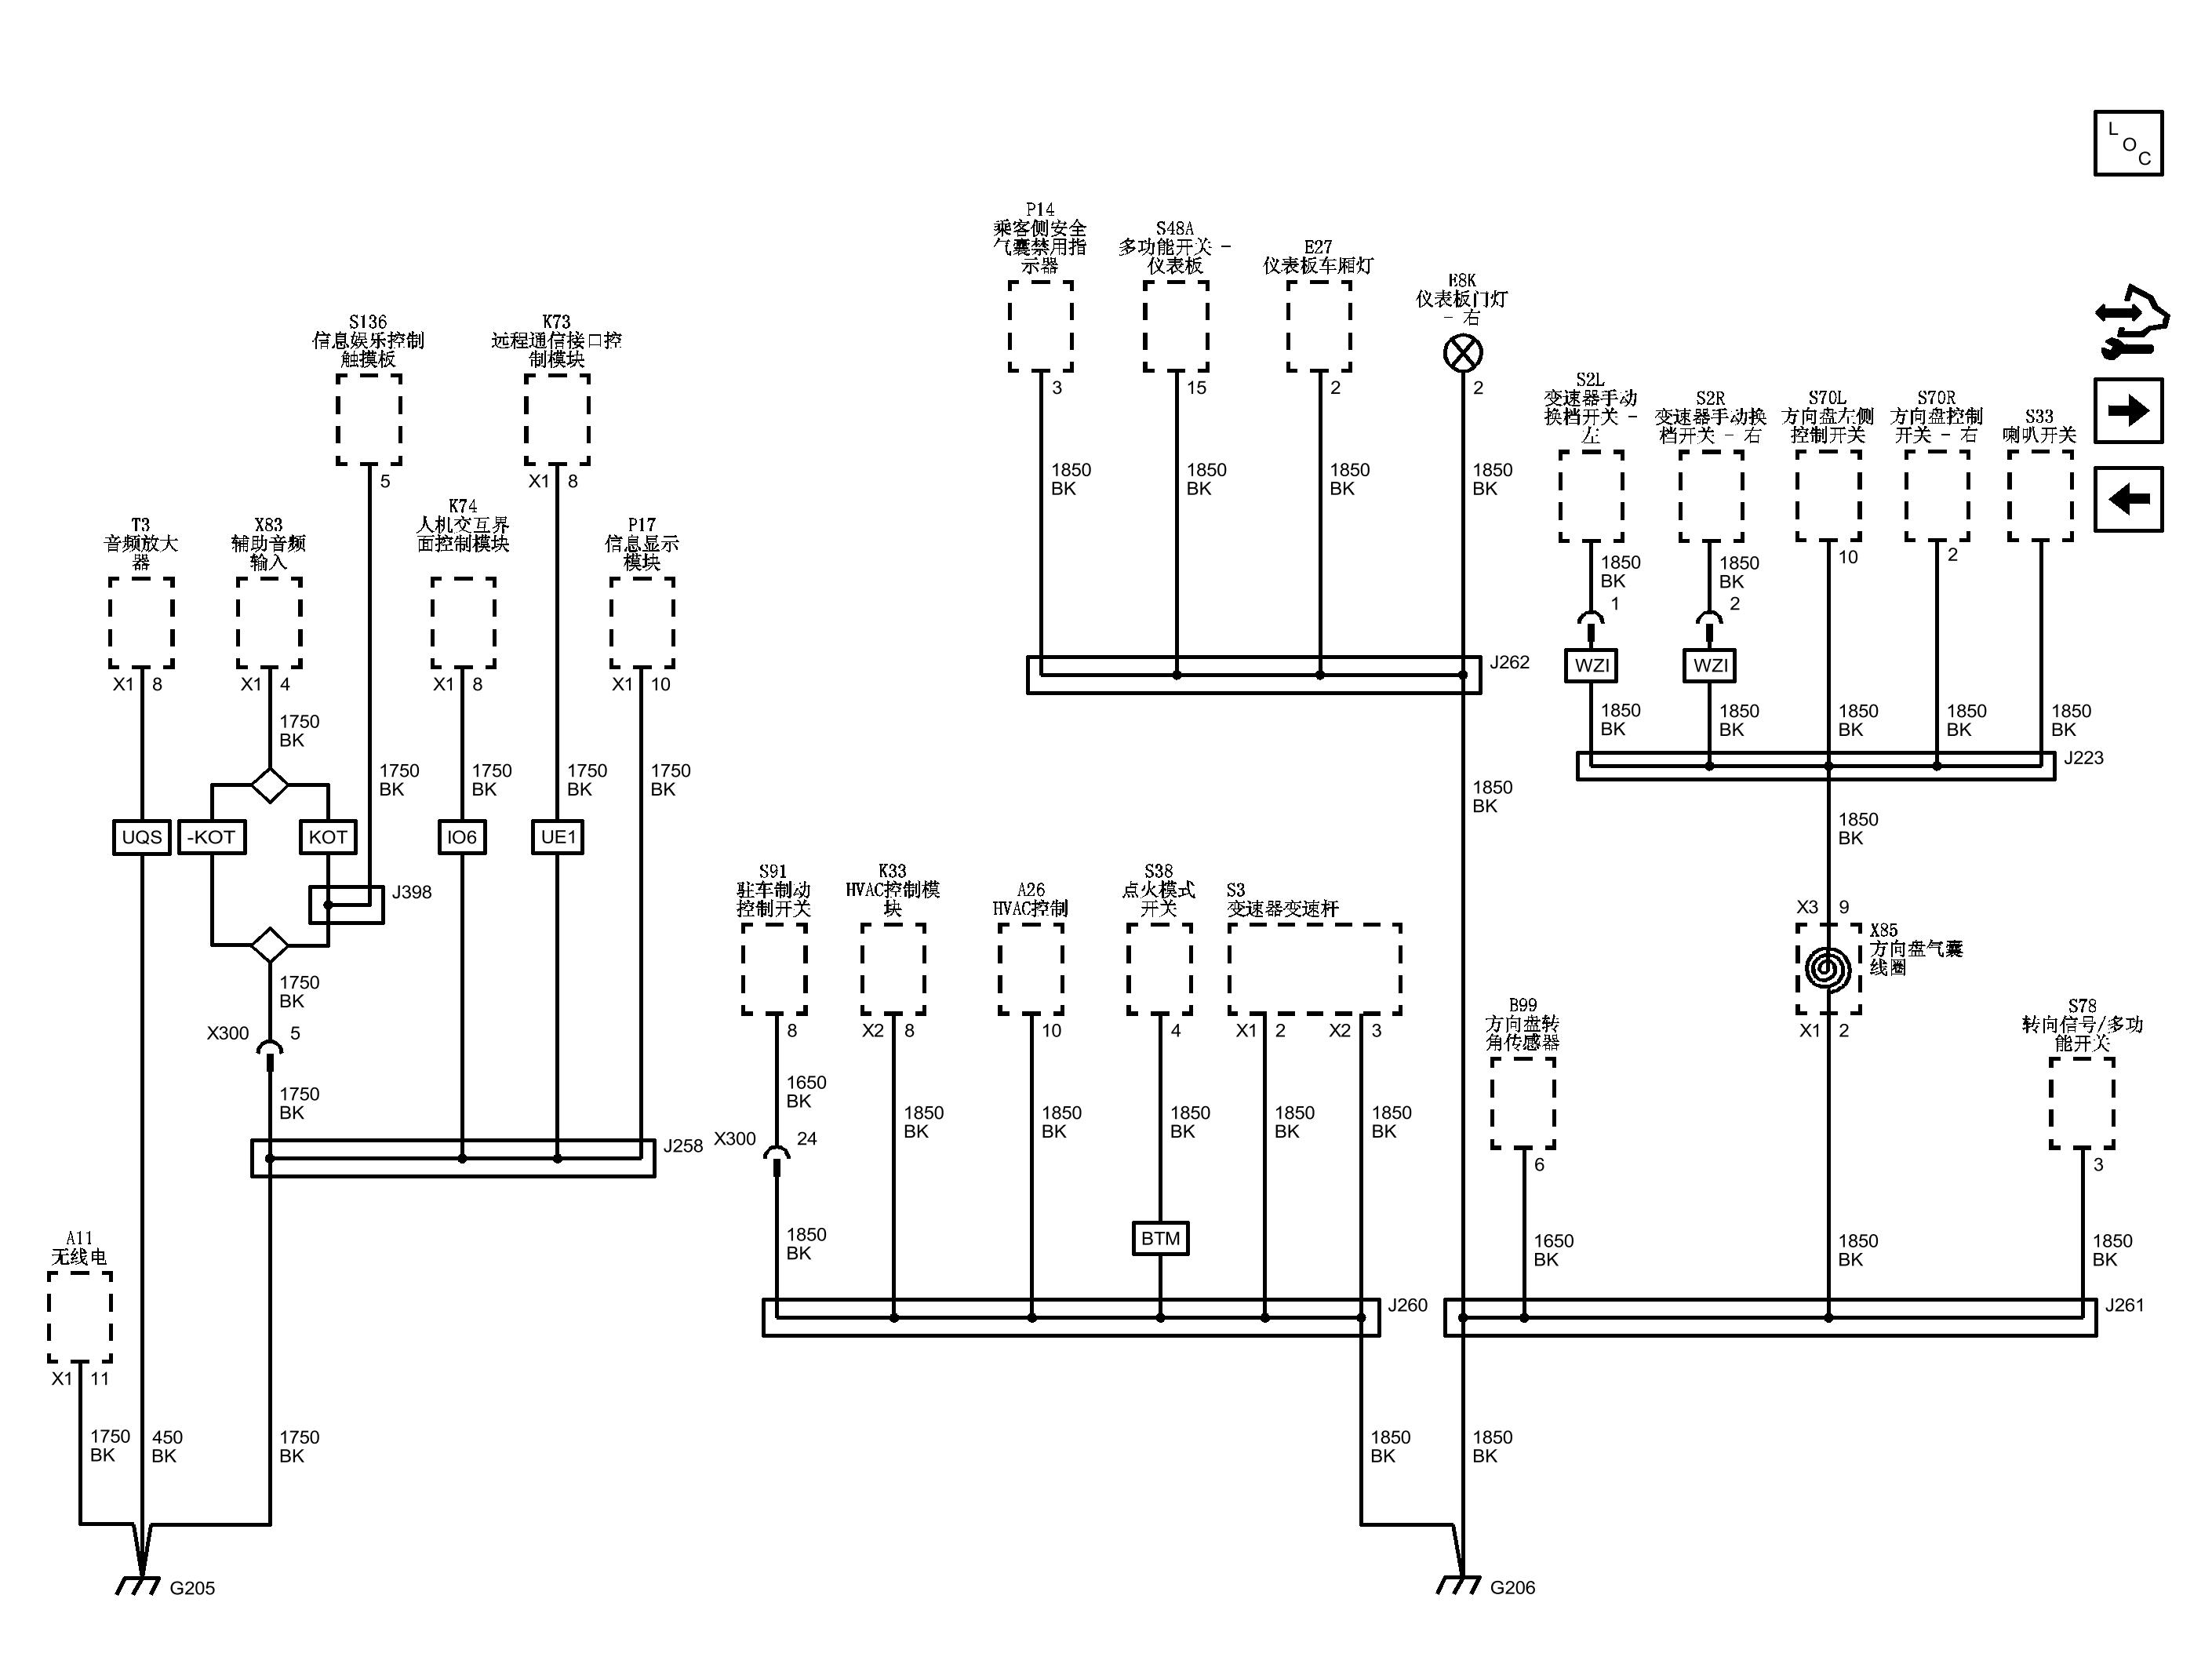 L
O
C
P14
乘客侧安全
气囊禁用指
示器
3
1850
BK
S48A
多功能开关 -
仪表板
15
1850
BK
E27
仪表板车厢灯
2
1850
BK
E8K
仪表板门灯
- 右
2
1850
BK
J262
1850
BK
S136
信息娱乐控制
触摸板
5
1750
BK
K73
远程通信接口控
制模块
X1 8
1750
BK
UE1
T3
音频放大
器
X1 8
UQS
450
BK
X83
辅助音频
输入
X1 4
1750
BK
-KOT
KOT
J398
1750
BK
X300 5
1750
BK
K74
人机交互界
面控制模块
X1 8
1750
BK
IO6
P17
信息显示
模块
X1 10
1750
BK
J258
A11
无线电
X1 11
1750
BK
1750
BK
G205
S2L
变速器手动
换档开关 -
左
1850
BK
1
WZI
1850
BK
S2R
变速器手动换
档开关 - 右
1850
BK
2
WZI
1850
BK
S70L
方向盘左侧
控制开关
10
1850
BK
S70R
方向盘控制
开关 - 右
2
1850
BK
S33
喇叭开关
1850
BK
J223
1850
BK
X3 9
X85
方向盘气囊
线圈
X1 2
1850
BK
S91
驻车制动
控制开关
8
1650
BK
X300 24
1850
BK
K33
HVAC控制模
块
X2 8
1850
BK
A26
HVAC控制
10
1850
BK
S38
点火模式
开关
4
1850
BK
BTM
S3
变速器变速杆
X1 2
1850
BK
X2 3
1850
BK
J260
B99
方向盘转
角传感器
6
1650
BK
S78
转向信号/多功
能开关
3
1850
BK
J261
1850
BK
1850
BK
G206